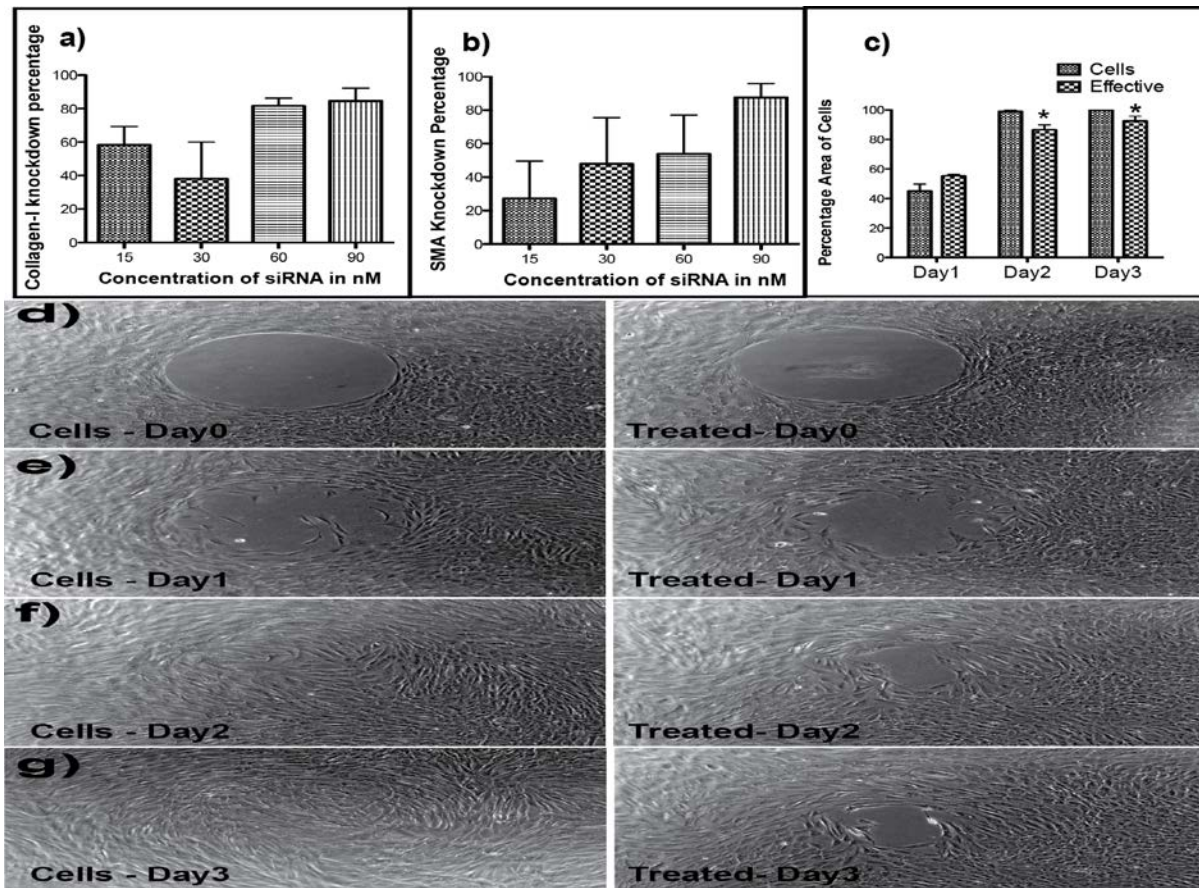 a)
Collagen-I knockdown percentage
100
80
60
40
20
0
15 30 60 90
Concentration of siRNA in nM
b)
SMA Knockdown Percentage
100
80
60
40
20
0
15 30 60 90
Concentration of siRNA in nM
c)
Cells
Effective
Percentage Area of Cells
100
80
60
40
20
0
* *
Day1 Day2 Day3
d)
Cells - Day0
Treated- Day0
e)
Cells - Day1
Treated- Day1
f)
Cells - Day2
Treated- Day2
g)
Cells - Day3
Treated- Day3